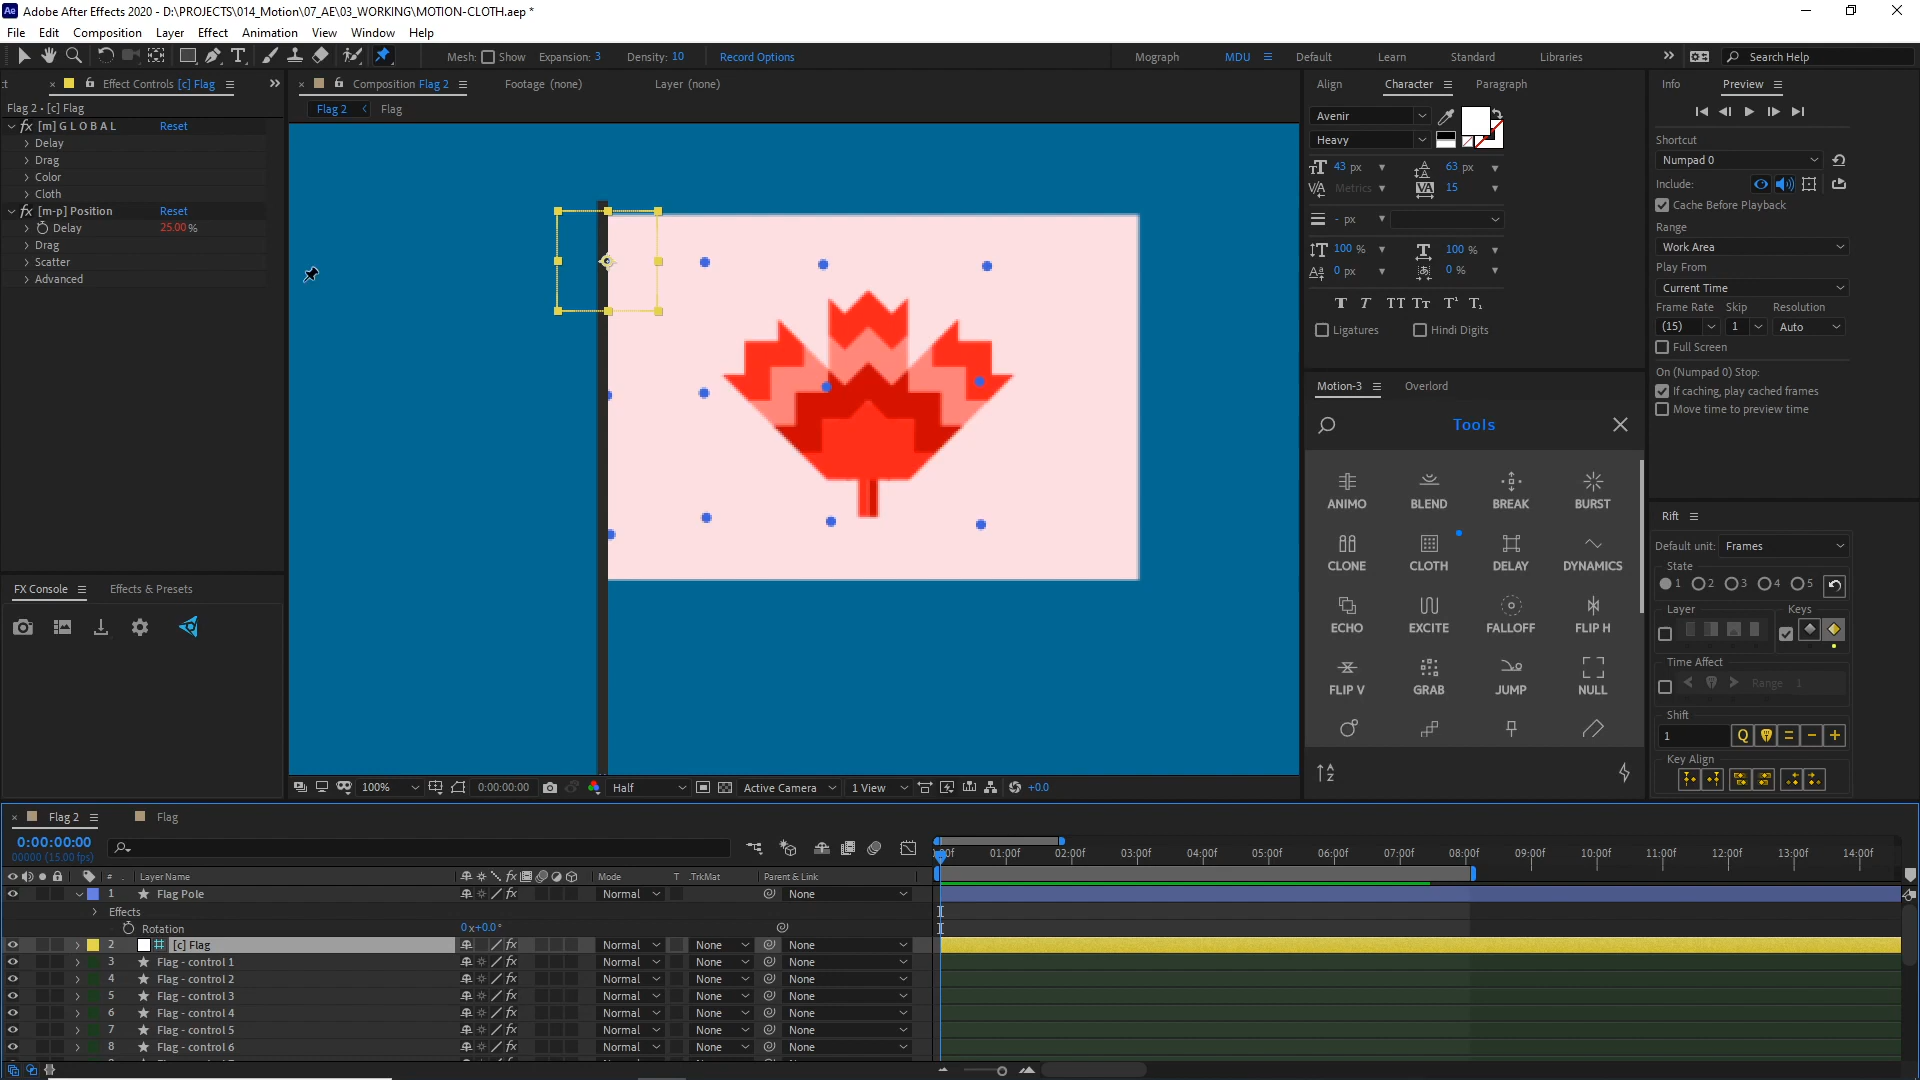 Adobe After Effects 2020 - D:\PROJECTS\014_Motion\07_AE\03_WORKING\MOTION-CLOTH.aep *
File Edit Composition Layer Effect Animation View Window Help
Mesh: Show Expansion: 3 Density: 10 Record Options Mograph MDU Default Learn Standard Libraries Search Help
Effect Controls [c] Flag
Composition Flag 2 Footage (none) Layer (none)
Flag 2 • [c] Flag
Flag 2 Flag
[m] G L O B A L Reset
Delay
Drag
Color
Cloth
[m-p] Position Reset
Delay 25.00 %
Drag
Scatter
Advanced
FX Console Effects & Presets
100% 0:00:00:00 Half Active Camera 1 View +0.0
Align Character Paragraph
Avenir
Heavy
43 px 63 px
Metrics 15
- px
100 % 100 %
0 px 0 %
Ligatures Hindi Digits
Motion-3 Overlord
Tools
ANIMO BLEND BREAK BURST
CLONE CLOTH DELAY DYNAMICS
ECHO EXCITE FALLOFF FLIP H
FLIP V GRAB JUMP NULL
Info Preview
Shortcut
Numpad 0
Include:
Cache Before Playback
Range
Work Area
Play From
Current Time
Frame Rate Skip Resolution
(15) 1 Auto
Full Screen
On (Numpad 0) Stop:
If caching, play cached frames
Move time to preview time
Rift
Default unit: Frames
State
1 2 3 4 5
Layer Keys
Time Affect
Range 1
Shift
1 Q
Key Align
Flag 2 Flag
0:00:00:00
00000 (15.00 fps)
01:00f 02:00f 03:00f 04:00f 05:00f 06:00f 07:00f 08:00f 09:00f 10:00f 11:00f 12:00f 13:00f 14:00f
# Layer Name Mode T .TrkMat Parent & Link
1 Flag Pole Normal None
Effects
Rotation 0 x+0.0 °
2 [c] Flag Normal None None
3 Flag - control 1 Normal None None
4 Flag - control 2 Normal None None
5 Flag - control 3 Normal None None
6 Flag - control 4 Normal None None
7 Flag - control 5 Normal None None
8 Flag - control 6 Normal None None